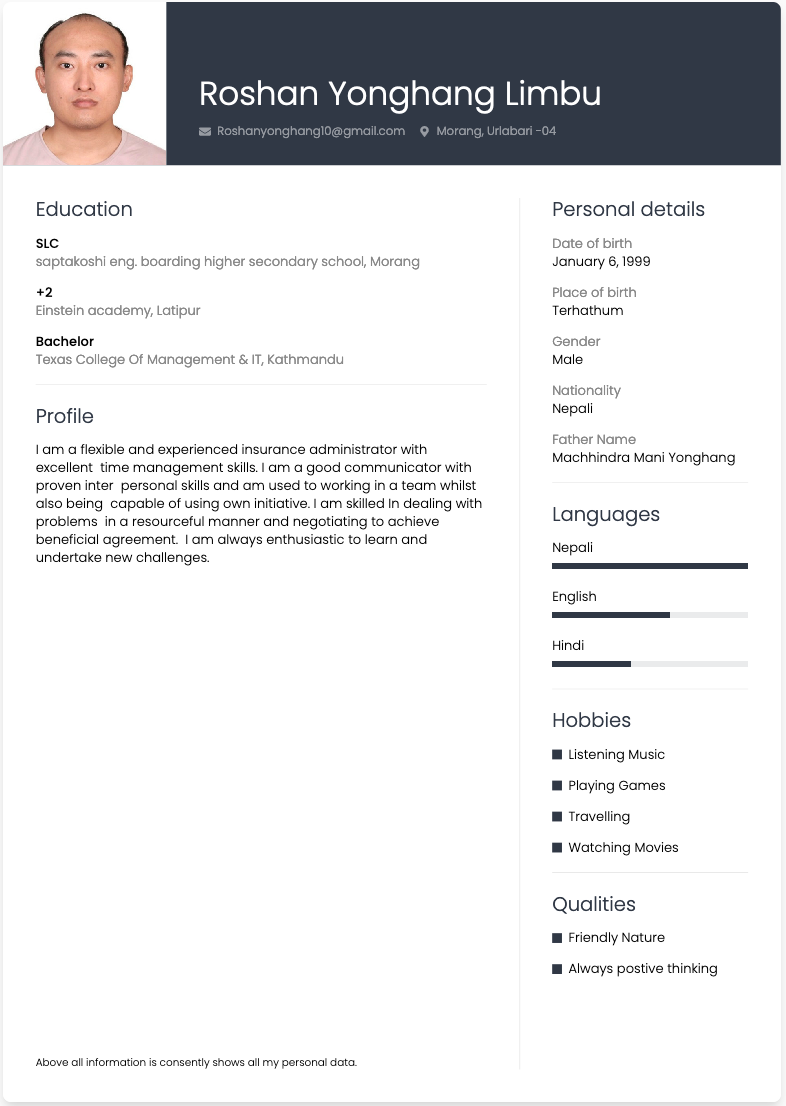 Roshan Yonghang Limbu
Roshanyonghang10@gmail.com Morang, Urlabari -04
Education
SLC
saptakoshi eng. boarding higher secondary school, Morang
+2
Einstein academy, Latipur
Bachelor
Texas College Of Management & IT, Kathmandu
Profile
I am a flexible and experienced insurance administrator with
excellent  time management skills. I am a good communicator with
proven inter  personal skills and am used to working in a team whilst
also being  capable of using own initiative. I am skilled In dealing with
problems  in a resourceful manner and negotiating to achieve
beneficial agreement.  I am always enthusiastic to learn and
undertake new challenges.
Above all information is consently shows all my personal data.
Personal details
Date of birth
January 6, 1999
Place of birth
Terhathum
Gender
Male
Nationality
Nepali
Father Name
Machhindra Mani Yonghang
Languages
Nepali
English
Hindi
Hobbies
Listening Music
Playing Games
Travelling
Watching Movies
Qualities
Friendly Nature
Always postive thinking